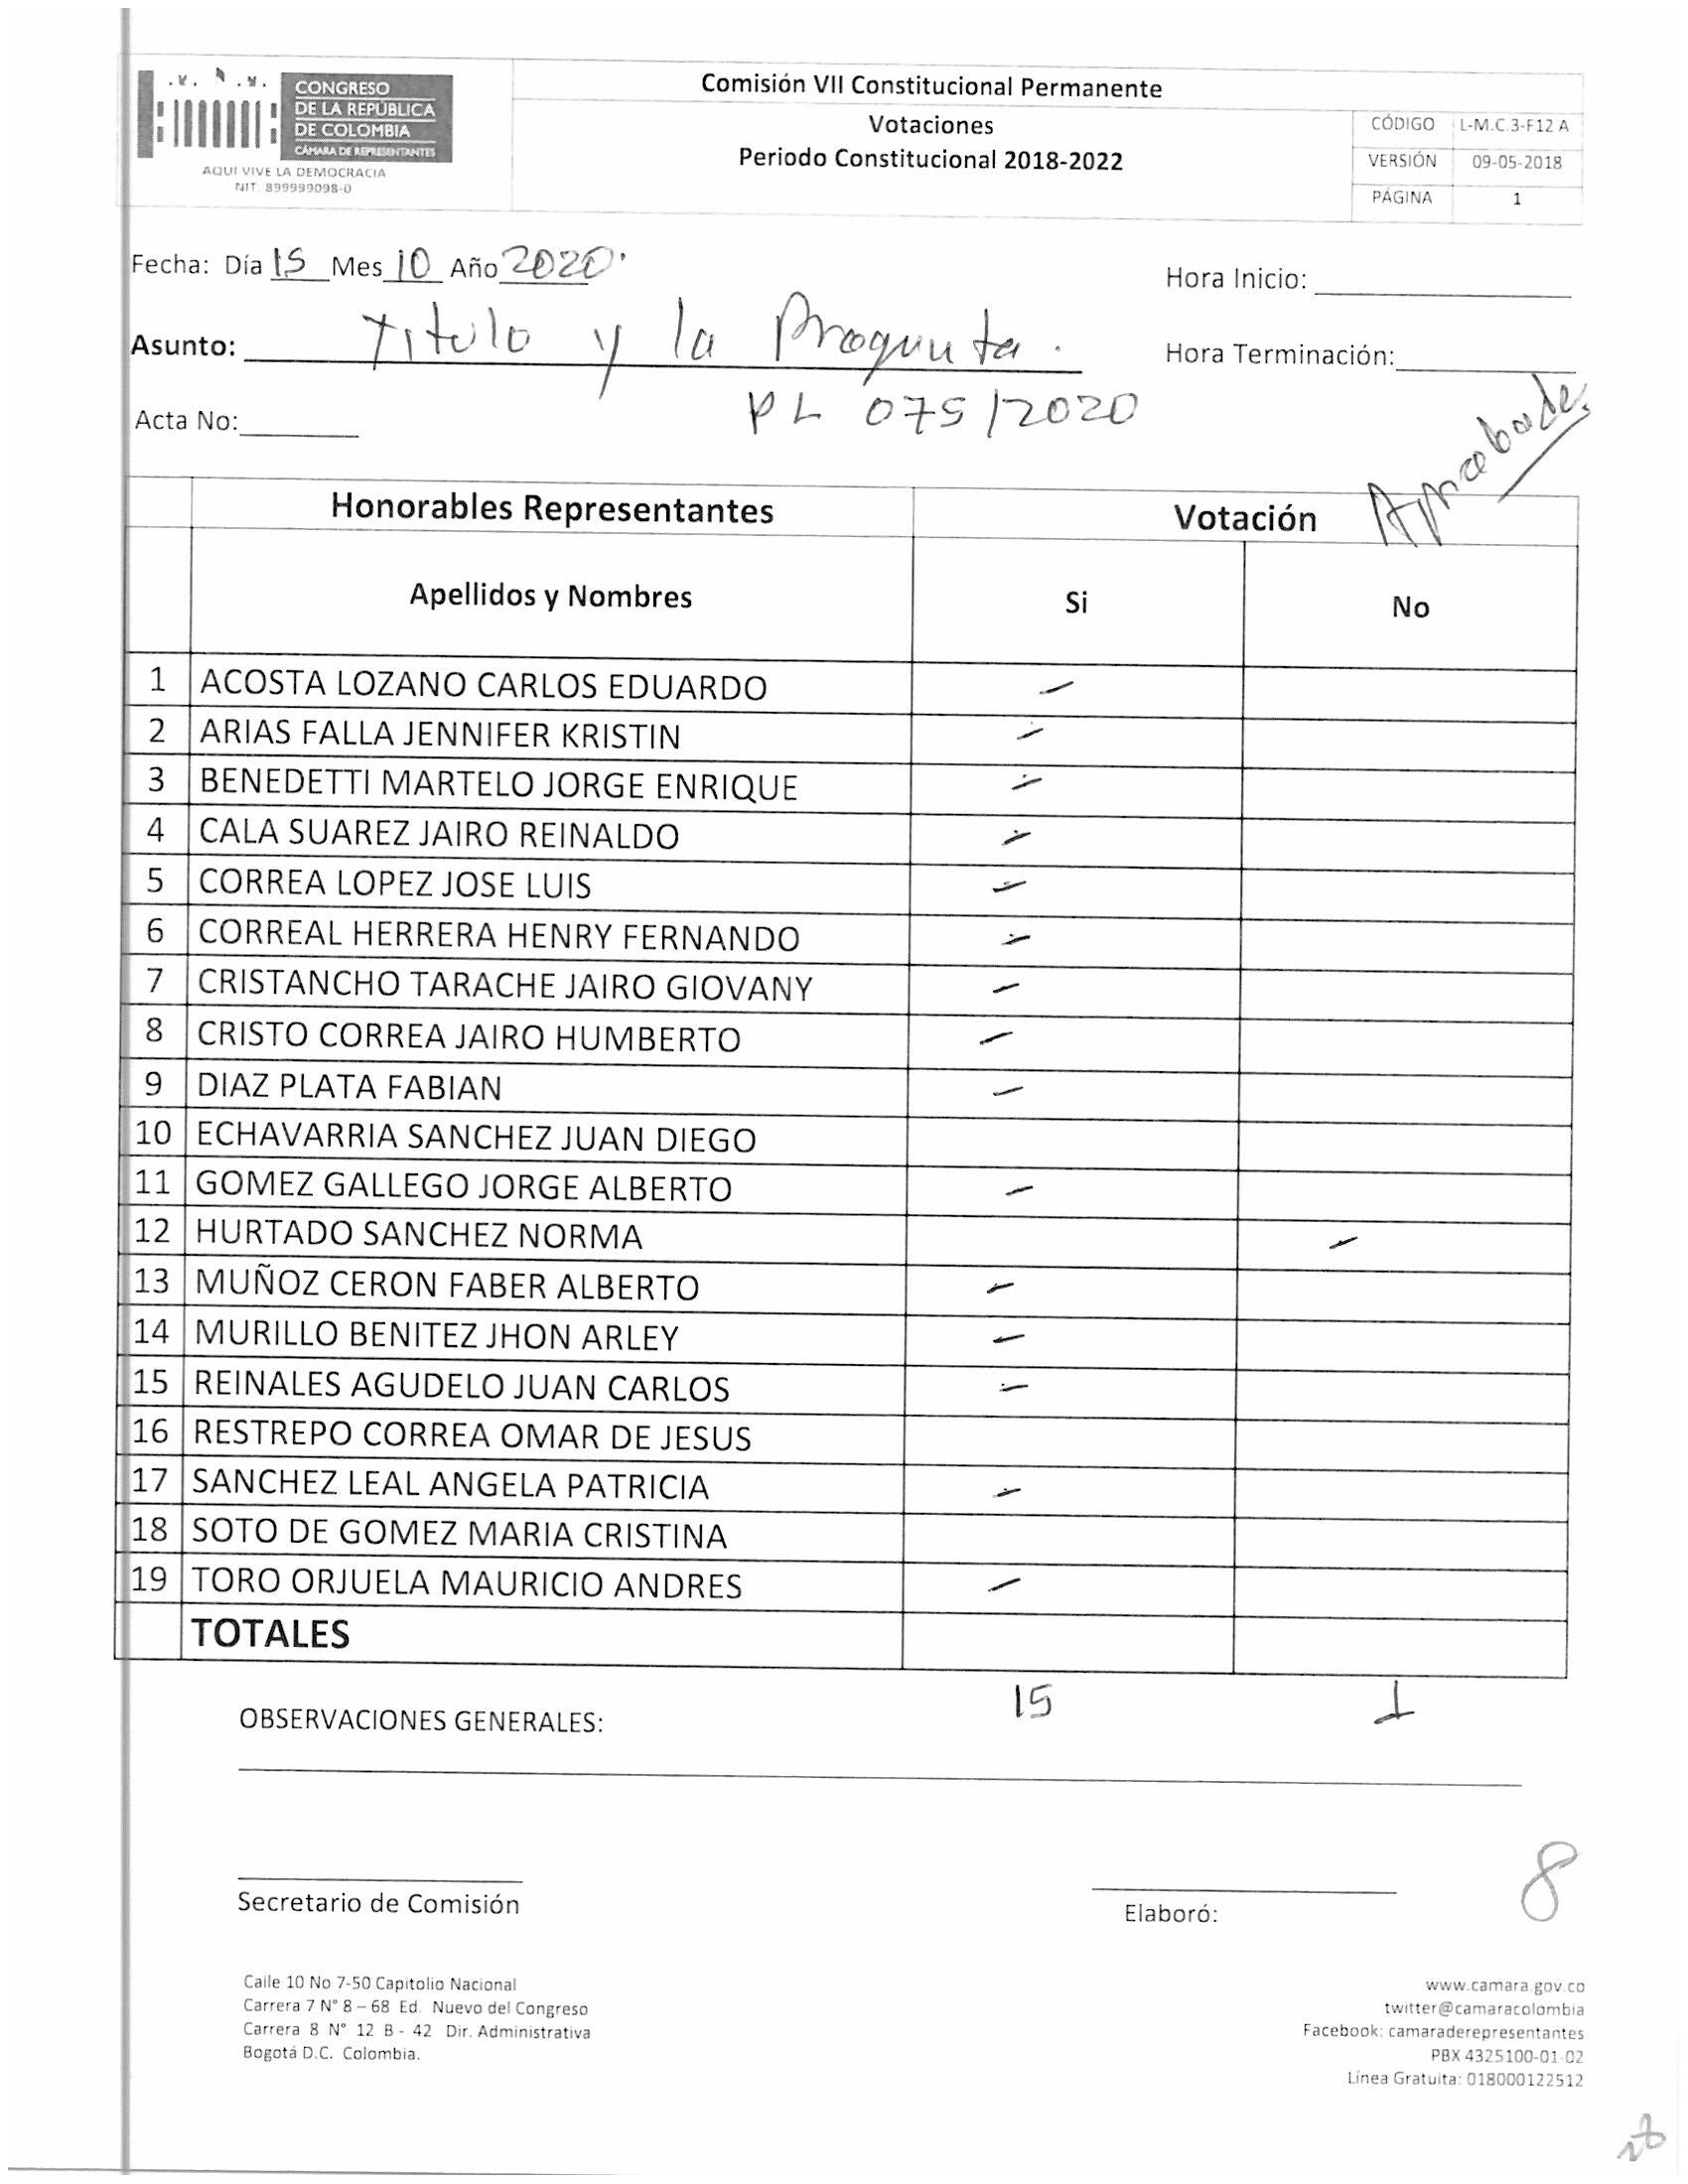 CONGRESO
DE LA REPÚBLICA
DE COLOMBIA
CÁMARA DE REPRESENTANTES
AQUI VIVE LA DEMOCRACIA
NIT: 899999098-0
Comisión VII Constitucional Permanente
Votaciones
Periodo Constitucional 2018-2022
CÓDIGO L-M.C.3-F12 A
VERSIÓN 09-05-2018
PÁGINA 1
Fecha: Día 15 Mes 10 Año 2020.
Hora Inicio:
Asunto: Titulo y la Pregunta.
Hora Terminación:
Acta No:
PL 075/2020
Aprobado
Honorables Representantes Votación
Apellidos y Nombres Si No
1 ACOSTA LOZANO CARLOS EDUARDO
2 ARIAS FALLA JENNIFER KRISTIN
3 BENEDETTI MARTELO JORGE ENRIQUE
4 CALA SUAREZ JAIRO REINALDO
5 CORREA LOPEZ JOSE LUIS
6 CORREAL HERRERA HENRY FERNANDO
7 CRISTANCHO TARACHE JAIRO GIOVANY
8 CRISTO CORREA JAIRO HUMBERTO
9 DIAZ PLATA FABIAN
10 ECHAVARRIA SANCHEZ JUAN DIEGO
11 GOMEZ GALLEGO JORGE ALBERTO
12 HURTADO SANCHEZ NORMA
13 MUÑOZ CERON FABER ALBERTO
14 MURILLO BENITEZ JHON ARLEY
15 REINALES AGUDELO JUAN CARLOS
16 RESTREPO CORREA OMAR DE JESUS
17 SANCHEZ LEAL ANGELA PATRICIA
18 SOTO DE GOMEZ MARIA CRISTINA
19 TORO ORJUELA MAURICIO ANDRES
TOTALES
15 1
OBSERVACIONES GENERALES:
8
Secretario de Comisión
Elaboró:
Calle 10 No 7-50 Capitolio Nacional
Carrera 7 N° 8 – 68 Ed. Nuevo del Congreso
Carrera 8 N° 12 B - 42 Dir. Administrativa
Bogotá D.C. Colombia.
www.camara.gov.co
twitter@camaracolombia
Facebook: camaraderepresentantes
PBX 4325100-01-02
Línea Gratuita: 018000122512